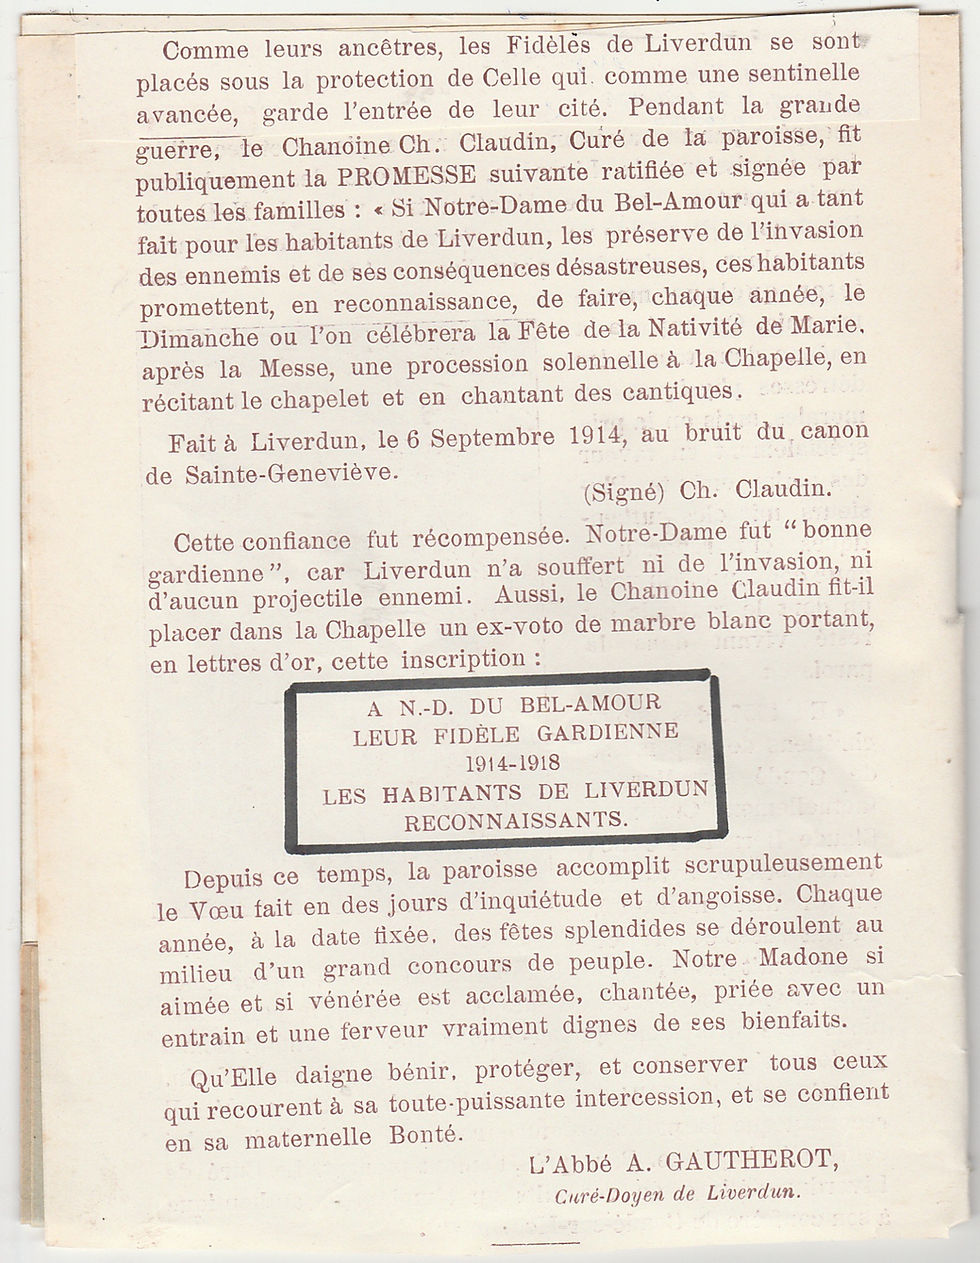 Comme leurs ancêtres, les Fidèles de Liverdun se sont
placés sous la protection de Celle qui comme une sentinelle
avancée, garde l'entrée de leur cité. Pendant la grande
guerre, le Chanoine Ch. Claudin, Curé de la paroisse, fit
publiquement la PROMESSE suivante ratifiée et signée par
toutes les familles : « Si Notre-Dame du Bel-Amour qui a tant
fait pour les habitants de Liverdun, les préserve de l'invasion
des ennemis et de ses conséquences désastreuses, ces habitants
promettent, en reconnaissance, de faire, chaque année, le
Dimanche ou l'on célébrera la Fête de la Nativité de Marie,
après la Messe, une procession solennelle à la Chapelle, en
récitant le chapelet et en chantant des cantiques.
Fait à Liverdun, le 6 Septembre 1914, au bruit du canon
de Sainte-Geneviève.
(Signé) Ch. Claudin.
Cette confiance fut récompensée. Notre-Dame fut “bonne
gardienne”, car Liverdun n'a souffert ni de l'invasion, ni
d'aucun projectile ennemi. Aussi, le Chanoine Claudin fit-il
placer dans la Chapelle un ex-voto de marbre blanc portant,
en lettres d'or, cette inscription :
A N.-D. DU BEL-AMOUR
LEUR FIDÈLE GARDIENNE
1914-1918
LES HABITANTS DE LIVERDUN
RECONNAISSANTS.
Depuis ce temps, la paroisse accomplit scrupuleusement
le Vœu fait en des jours d'inquiétude et d'angoisse. Chaque
année, à la date fixée, des fêtes splendides se déroulent au
milieu d'un grand concours de peuple. Notre Madone si
aimée et si vénérée est acclamée, chantée, priée avec un
entrain et une ferveur vraiment dignes de ses bienfaits.
Qu'Elle daigne bénir, protéger, et conserver tous ceux
qui recourent à sa toute-puissante intercession, et se confient
en sa maternelle Bonté.
L'Abbé A. GAUTHEROT,
Curé-Doyen de Liverdun.